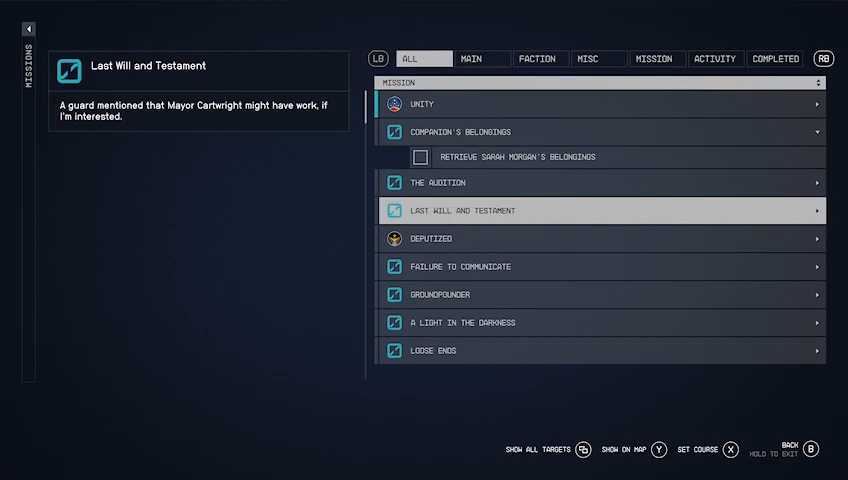 MISSIONS
Last Will and Testament
A guard mentioned that Mayor Cartwright might have work, if
I'm interested.
LB
ALL
MAIN
FACTION
MISC
MISSION
ACTIVITY
COMPLETED
RB
MISSION
UNITY
COMPANION'S BELONGINGS
RETRIEVE SARAH MORGAN'S BELONGINGS
THE AUDITION
LAST WILL AND TESTAMENT
DEPUTIZED
FAILURE TO COMMUNICATE
GROUNDPOUNDER
A LIGHT IN THE DARKNESS
LOOSE ENDS
SHOW ALL TARGETS
SHOW ON MAP Y
SET COURSE X
BACK B
HOLD TO EXIT